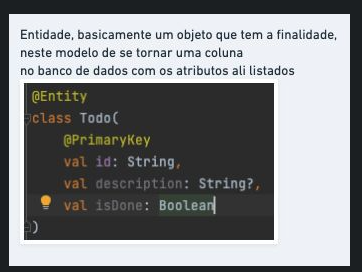 Entidade, basicamente um objeto que tem a finalidade,
neste modelo de se tornar uma coluna
no banco de dados com os atributos ali listados
@Entity
class Todo(
@PrimaryKey
val id: String,
val description: String?,
val isDone: Boolean
)